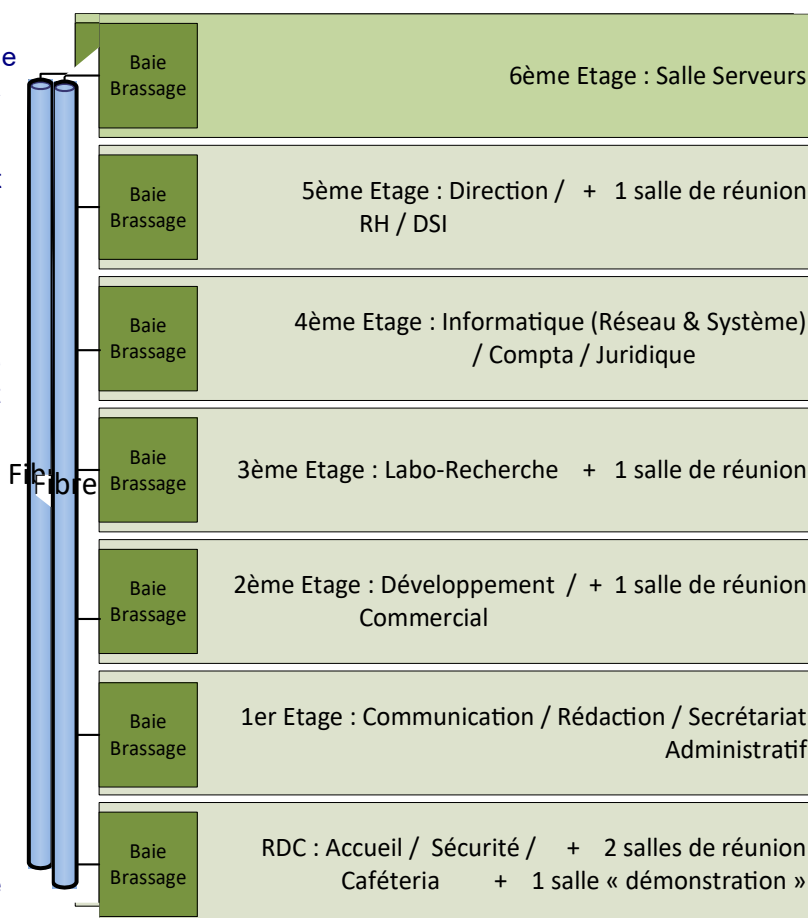 Baie
Brassage
6ème Etage : Salle Serveurs
Baie
Brassage
5ème Etage : Direction / + 1 salle de réunion
RH / DSI
Baie
Brassage
4ème Etage : Informatique (Réseau & Système)
/ Compta / Juridique
Fibre
Baie
Brassage
3ème Etage : Labo-Recherche + 1 salle de réunion
Baie
Brassage
2ème Etage : Développement / + 1 salle de réunion
Commercial
Baie
Brassage
1er Etage : Communication / Rédaction / Secrétariat
Administratif
Baie
Brassage
RDC : Accueil / Sécurité / + 2 salles de réunion
Caféteria + 1 salle « démonstration »